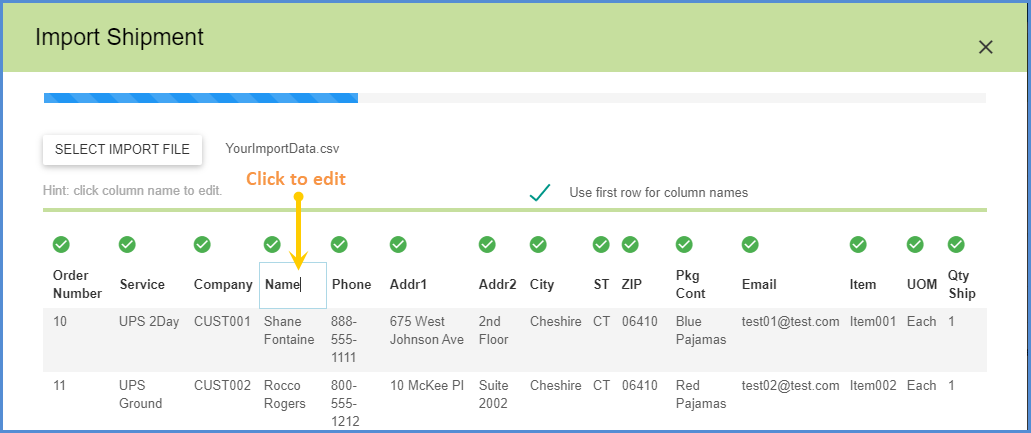 Import Shipment
SELECT IMPORT FILE YourImportData.csv
Click to edit
Hint: click column name to edit. Use first row for column names
Order Number Service Company Name Phone Addr1 Addr2 City ST ZIP Pkg Cont Email Item UOM Qty Ship
10 UPS 2Day CUST001 Shane Fontaine 888-555-1111 675 West Johnson Ave 2nd Floor Cheshire CT 06410 Blue Pajamas test01@test.com Item001 Each 1
11 UPS Ground CUST002 Rocco Rogers 800-555-1212 10 McKee Pl Suite 2002 Cheshire CT 06410 Red Pajamas test02@test.com Item002 Each 1